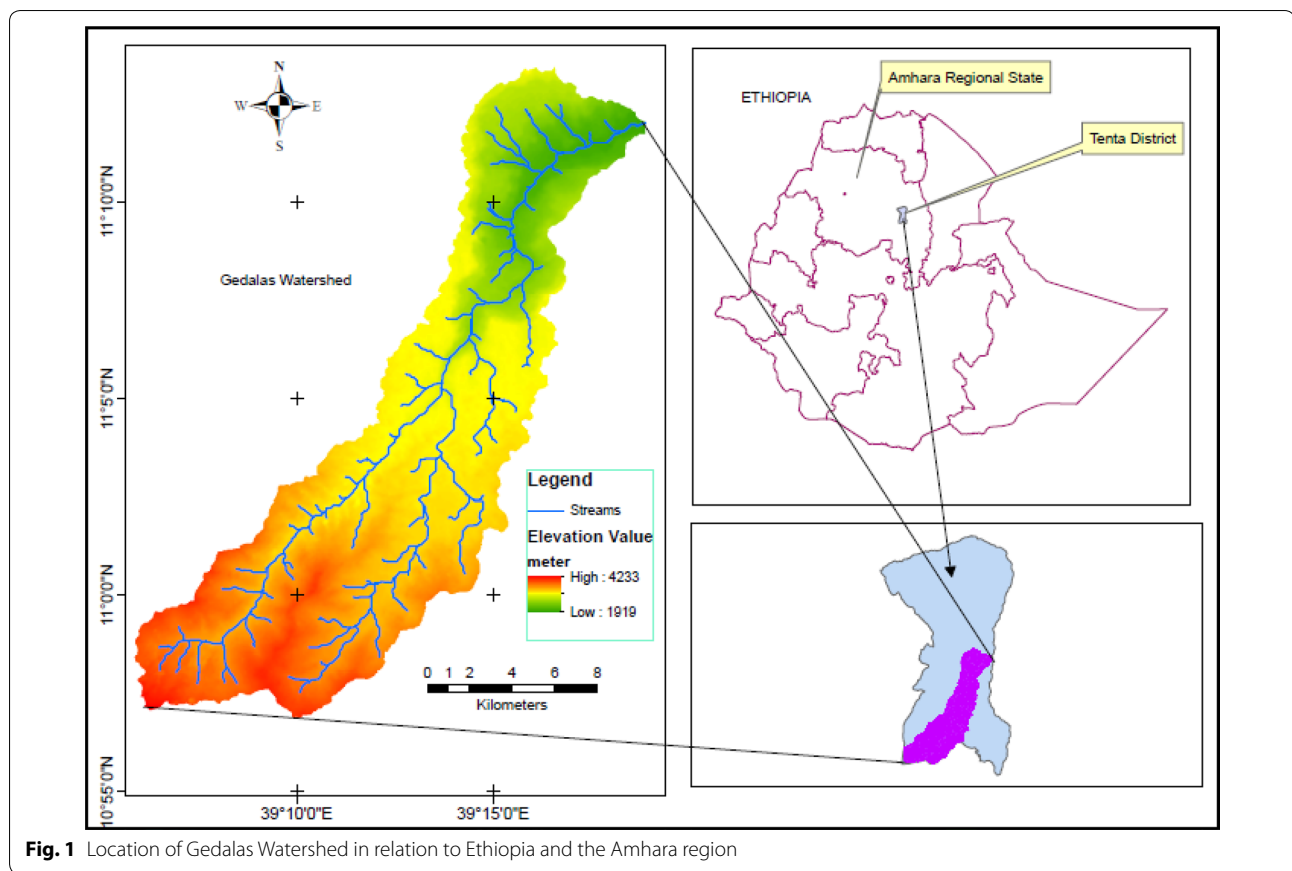 N
W E
S
Gedalas Watershed
11°10'0"N
11°5'0"N
11°0'0"N
10°55'0"N
39°10'0"E
39°15'0"E
Legend
Streams
Elevation Value
meter
High : 4233
Low : 1919
0 1 2 4 6 8
Kilometers
ETHIOPIA
Amhara Regional State
Tenta District
Fig. 1 Location of Gedalas Watershed in relation to Ethiopia and the Amhara region